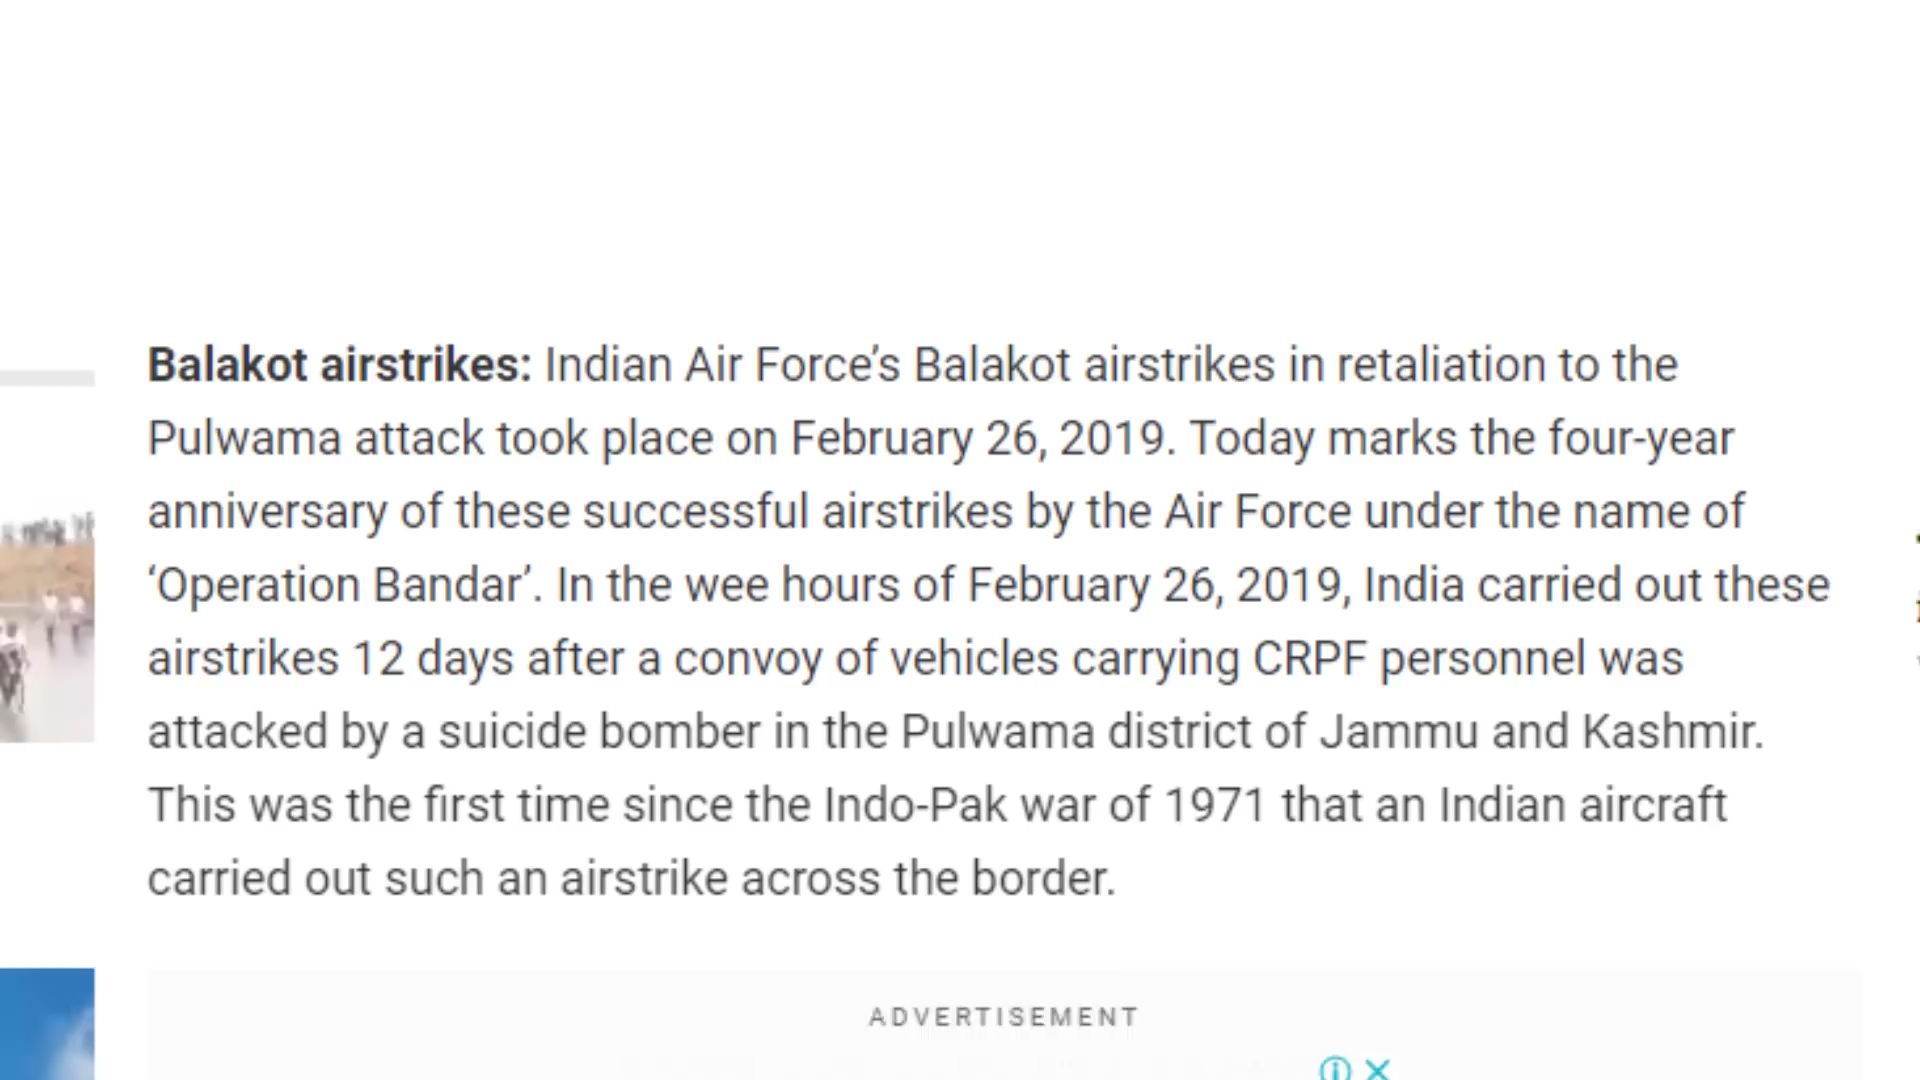 Balakot airstrikes: Indian Air Force’s Balakot airstrikes in retaliation to the
Pulwama attack took place on February 26, 2019. Today marks the four-year
anniversary of these successful airstrikes by the Air Force under the name of
‘Operation Bandar’. In the wee hours of February 26, 2019, India carried out these
airstrikes 12 days after a convoy of vehicles carrying CRPF personnel was
attacked by a suicide bomber in the Pulwama district of Jammu and Kashmir.
This was the first time since the Indo-Pak war of 1971 that an Indian aircraft
carried out such an airstrike across the border.
ADVERTISEMENT